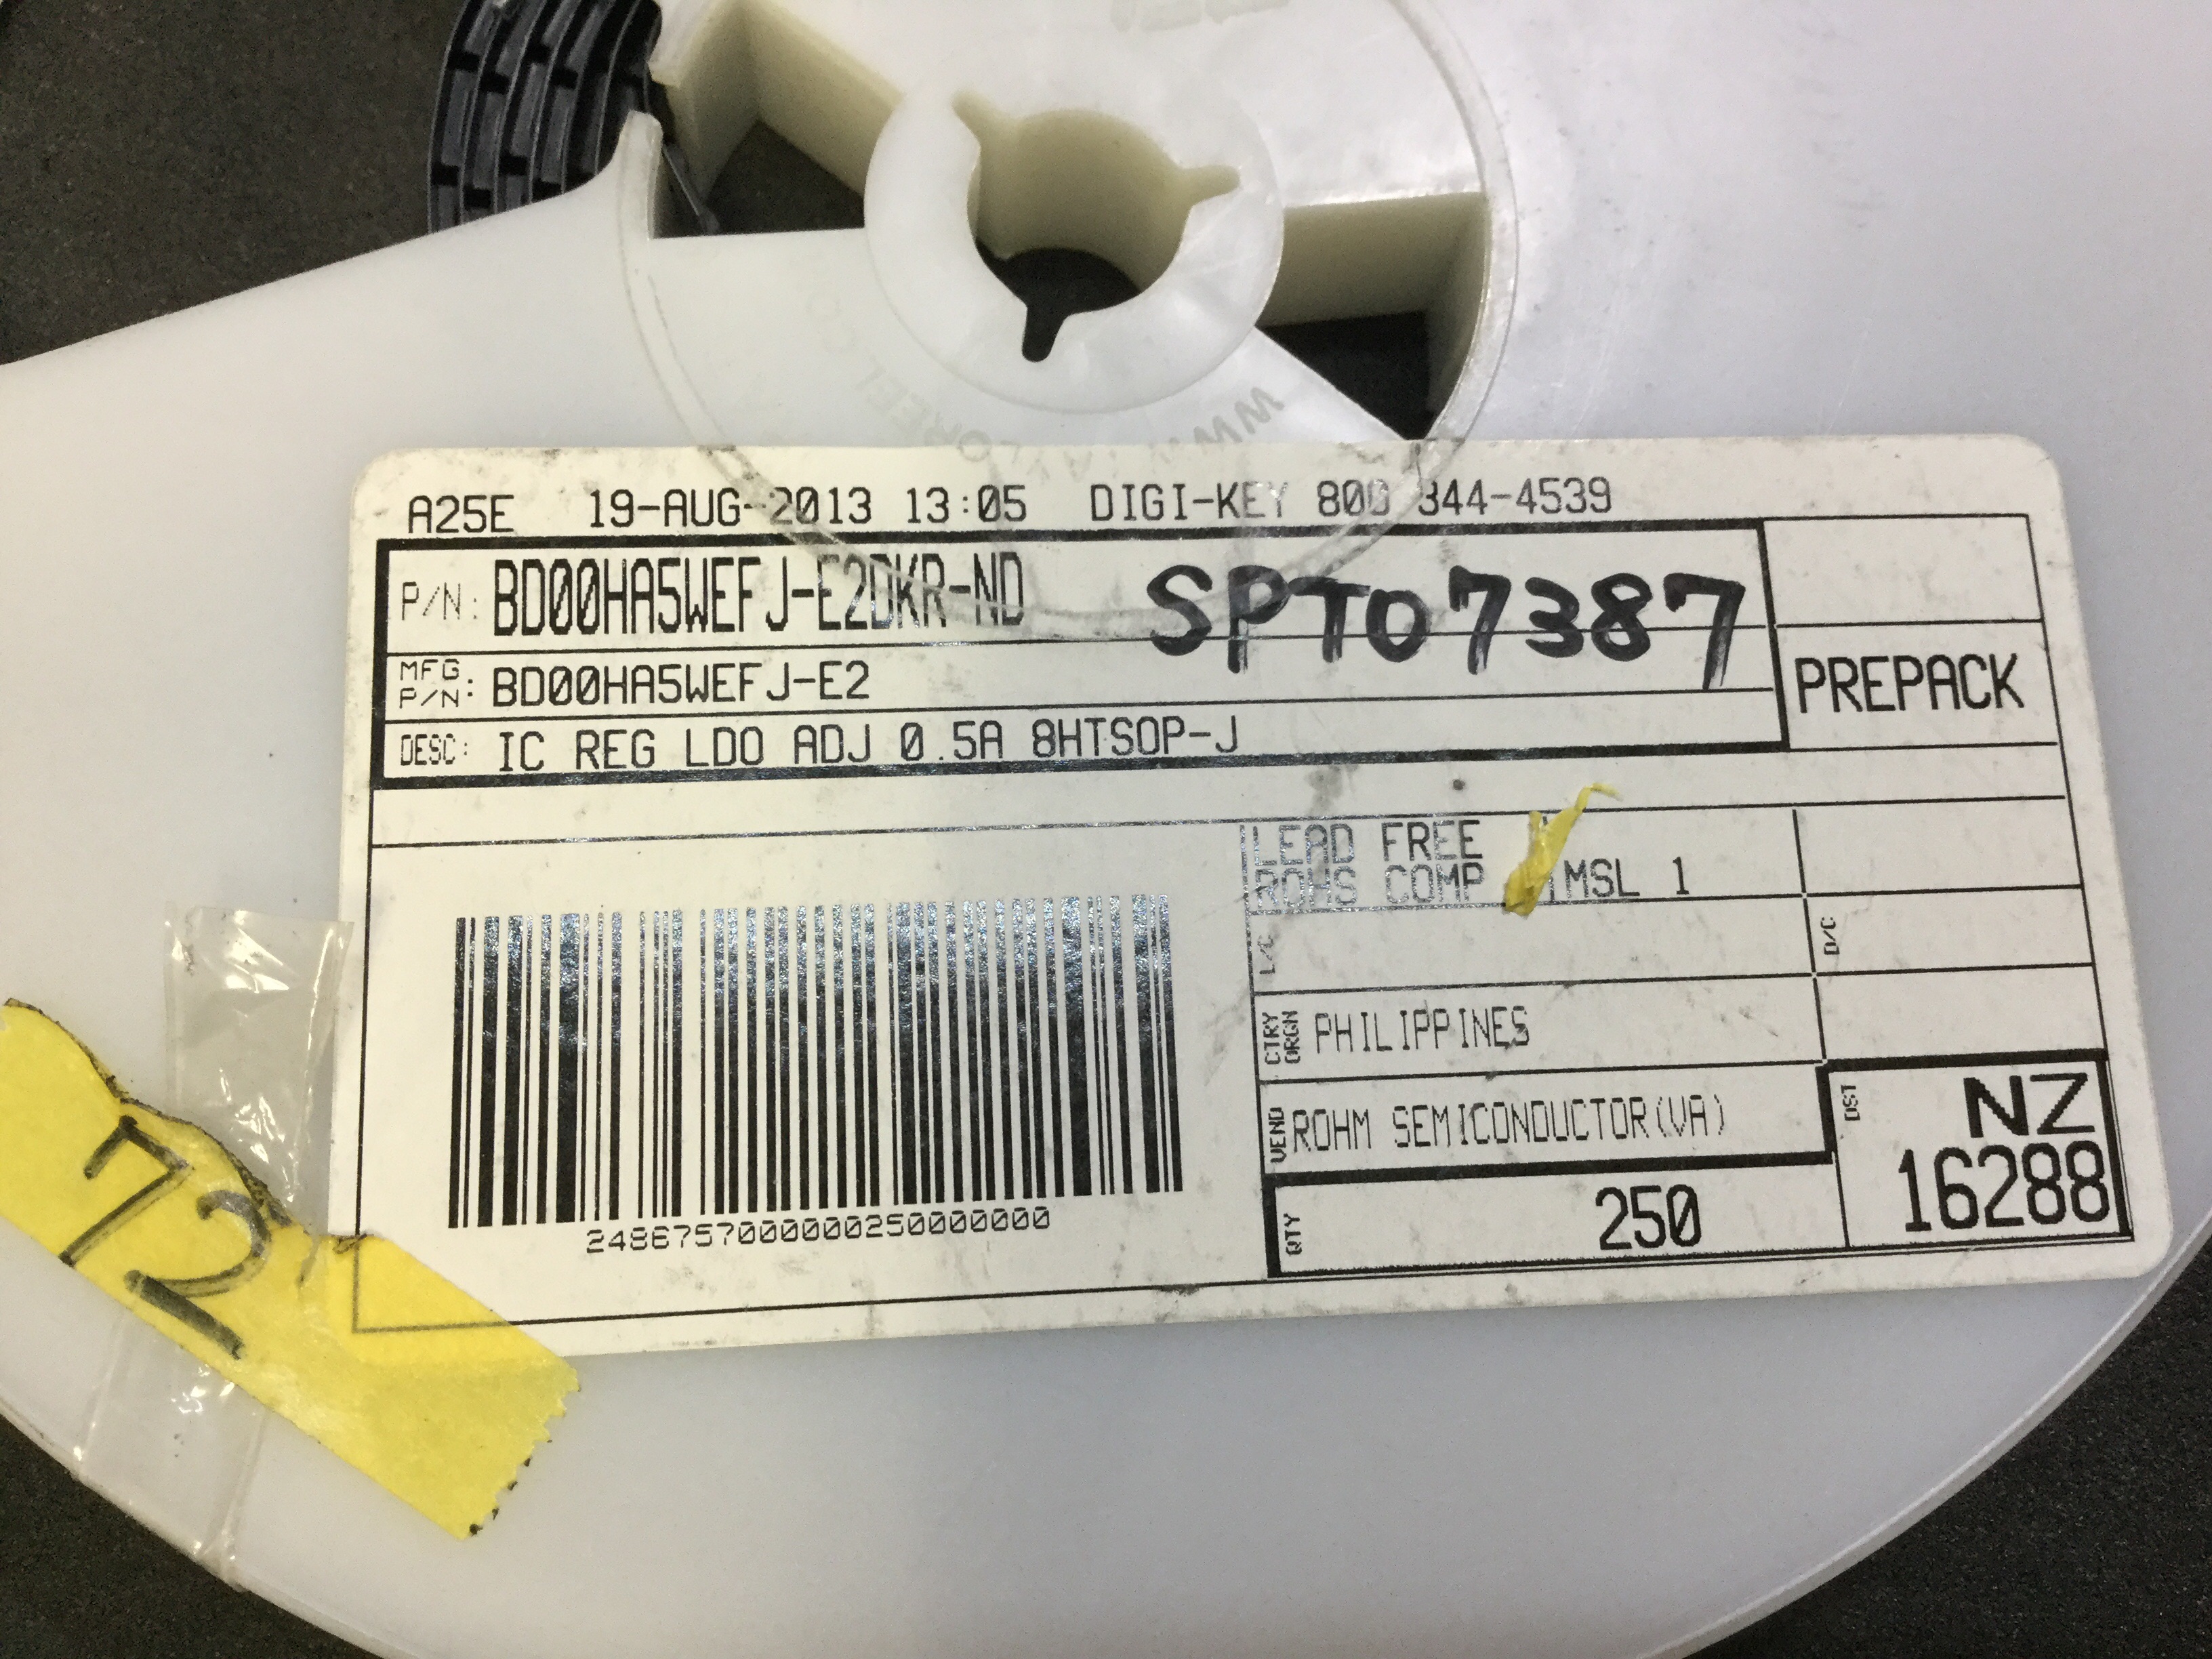 A25E 19-AUG-2013 13:05 DIGI-KEY 800 344-4539
P/N: BD00HA5WEFJ-E2DKR-ND
SPT07387
MFG. P/N: BD00HA5WEFJ-E2
PREPACK
DESC: IC REG LDO ADJ 0.5A 8HTSOP-J
LEAD FREE
ROHS COMP
MSL 1
L/C
D/C
CTRY ORGN PHILIPPINES
VEND ROHM SEMICONDUCTOR(VA)
DST NZ
16288
QTY 250
2486757000000250000000
72